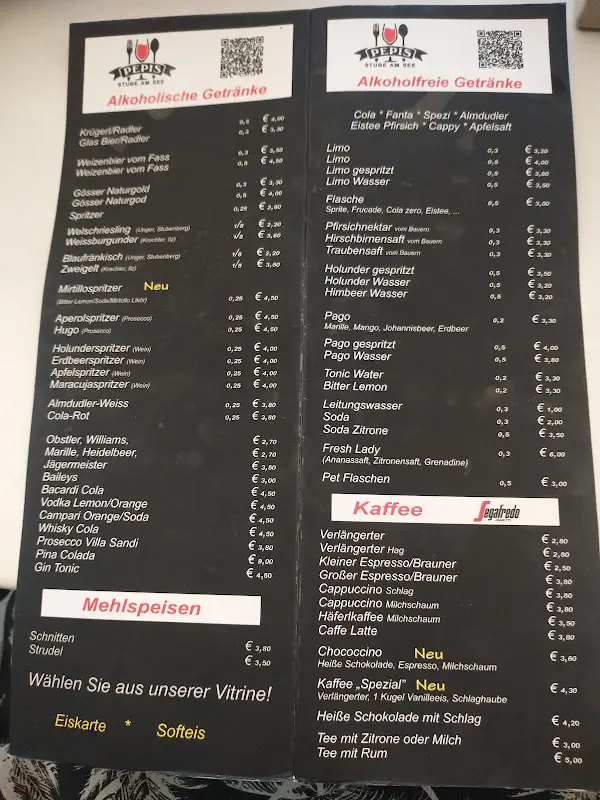 PEPIS
STUBE AM SEE
Alkoholische Getränke
Krügerl/Radler 0,5 € 4,00
Glas Bier/Radler 0,3 € 3,30
Weizenbier vom Fass 0,3 € 3,50
Weizenbier vom Fass 0,5 € 4,50
Gösser Naturgold 0,3 € 3,30
Gösser Naturgod 0,5 € 4,00
Spritzer 0,25 € 2,60
Welschriesling (Unger, Stubenberg) 1/8 € 2,20
Weissburgunder (Krachler, Ilz) 1/8 € 3,60
Blaufränkisch (Unger, Stubenberg) 1/8 € 2,20
Zweigelt (Krachler, Ilz) 1/8 € 3,60
Mirtillospritzer Neu
(Bitter Lemon/Soda/Mirtollo Likör) 0,25 € 4,50
Aperolspritzer (Prosecco) 0,25 € 4,50
Hugo (Prosecco) 0,25 € 4,50
Holunderspritzer (Wein) 0,25 € 4,00
Erdbeerspritzer (Wein) 0,25 € 4,00
Apfelspritzer (Wein) 0,25 € 4,00
Maracujaspritzer (Wein) 0,25 € 4,00
Almdudler-Weiss 0,25 € 3,80
Cola-Rot 0,25 € 3,80
Obstler, Williams, € 2,70
Marille, Heidelbeer, € 2,70
Jägermeister € 3,50
Baileys € 3,00
Bacardi Cola € 4,50
Vodka Lemon/Orange € 4,50
Campari Orange/Soda € 4,50
Whisky Cola € 4,50
Prosecco Villa Sandi € 3,80
Pina Colada € 8,00
Gin Tonic € 4,50
Mehlspeisen
Schnitten € 3,80
Strudel € 3,50
Wählen Sie aus unserer Vitrine!
Eiskarte * Softeis
PEPIS
STUBE AM SEE
Alkoholfreie Getränke
Cola * Fanta * Spezi * Almdudler
Eistee Pfirsich * Cappy * Apfelsaft
Limo 0,3 € 3,20
Limo 0,5 € 4,00
Limo gespritzt 0,5 € 3,80
Limo Wasser 0,5 € 3,50
Flasche 0,5 € 3,00
Sprite, Frucade, Cola zero, Eistee, ...
Pfirsichnektar vom Bauern 0,3 € 3,30
Hirschbirnensaft vom Bauern 0,3 € 3,30
Traubensaft vom Bauern 0,3 € 3,30
Holunder gespritzt 0,5 € 3,50
Holunder Wasser 0,5 € 3,20
Himbeer Wasser 0,5 € 3,20
Pago 0,2 € 3,30
Marille, Mango, Johannisbeer, Erdbeer
Pago gespritzt 0,5 € 4,00
Pago Wasser 0,5 € 3,80
Tonic Water 0,2 € 3,30
Bitter Lemon 0,2 € 3,30
Leitungswasser 0,5 € 1,00
Soda 0,3 € 2,00
Soda Zitrone 0,5 € 3,50
Fresh Lady 0,3 € 6,00
(Ananassaft, Zitronensaft, Grenadine)
Pet Flaschen 0,5 € 3,00
Kaffee Segafredo
Verlängerter € 2,80
Verlängerter Hag € 2,80
Kleiner Espresso/Brauner € 2,50
Großer Espresso/Brauner € 3,80
Cappuccino Schlag € 3,80
Cappuccino Milchschaum € 3,80
Häferlkaffee Milchschaum € 3,50
Caffe Latte € 3,80
Chococcino Neu € 3,60
Heiße Schokolade, Espresso, Milchschaum
Kaffee „Spezial“ Neu € 4,30
Verlängerter, 1 Kugel Vanilleeis, Schlaghaube
Heiße Schokolade mit Schlag € 4,20
Tee mit Zitrone oder Milch € 3,00
Tee mit Rum € 5,00